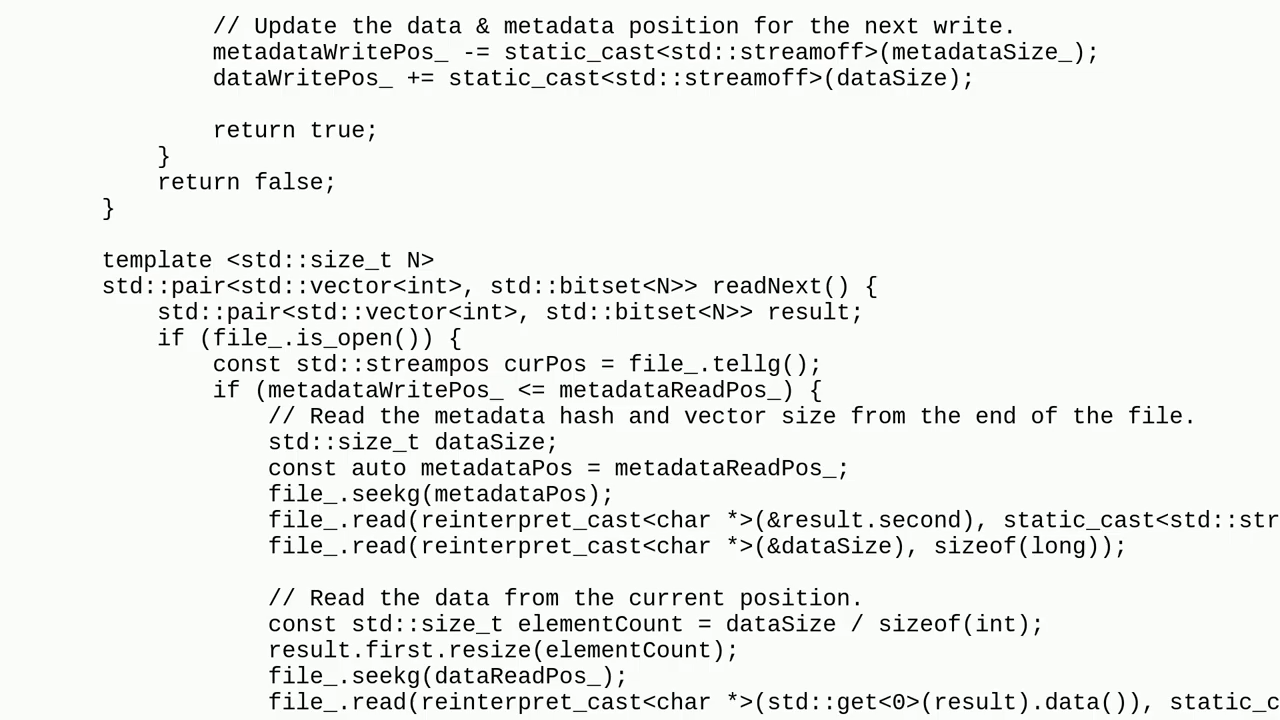 // Update the data & metadata position for the next write.
metadataWritePos_ -= static_cast<std::streamoff>(metadataSize_);
dataWritePos_ += static_cast<std::streamoff>(dataSize);
return true;
}
return false;
}
template <std::size_t N>
std::pair<std::vector<int>, std::bitset<N>> readNext() {
std::pair<std::vector<int>, std::bitset<N>> result;
if (file_.is_open()) {
const std::streampos curPos = file_.tellg();
if (metadataWritePos_ <= metadataReadPos_) {
// Read the metadata hash and vector size from the end of the file.
std::size_t dataSize;
const auto metadataPos = metadataReadPos_;
file_.seekg(metadataPos);
file_.read(reinterpret_cast<char *>(&result.second), static_cast<std::str
file_.read(reinterpret_cast<char *>(&dataSize), sizeof(long));
// Read the data from the current position.
const std::size_t elementCount = dataSize / sizeof(int);
result.first.resize(elementCount);
file_.seekg(dataReadPos_);
file_.read(reinterpret_cast<char *>(std::get<0>(result).data()), static_c